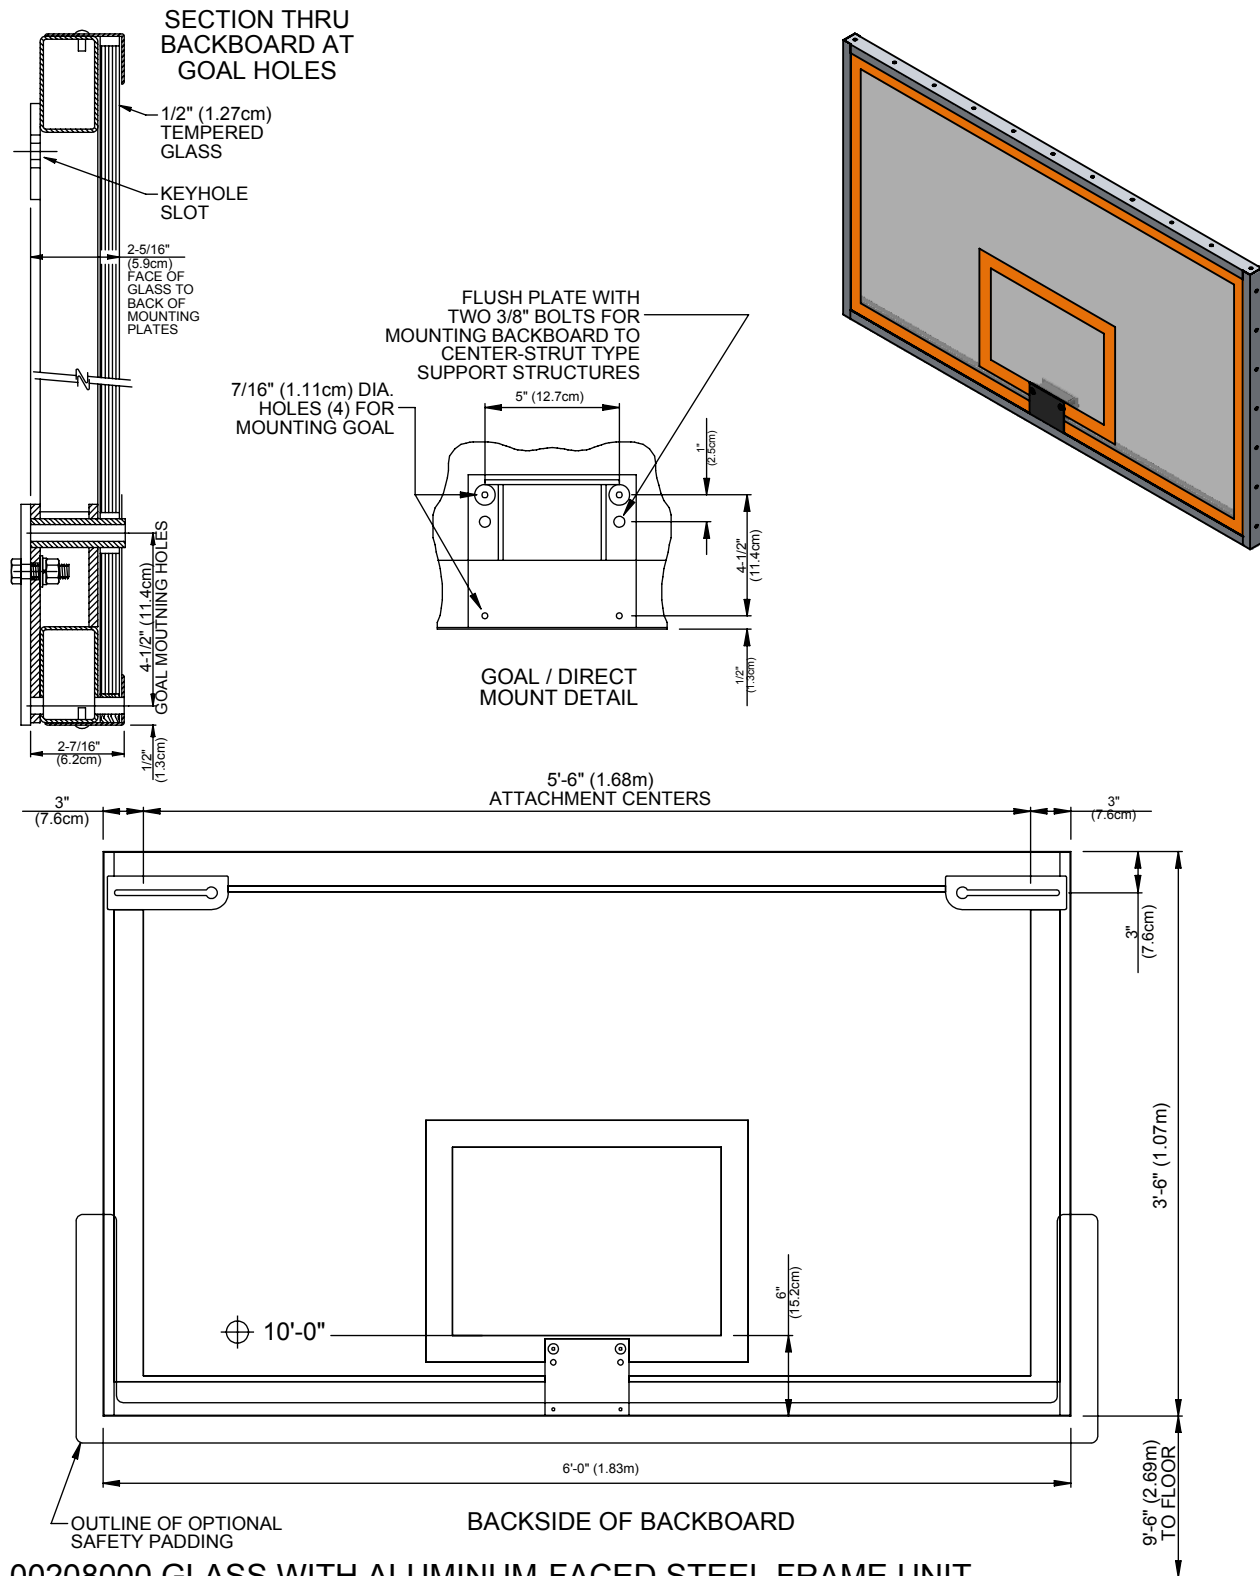 SECTION THRU
BACKBOARD AT
GOAL HOLES
1/2" (1.27cm)
TEMPERED
GLASS
KEYHOLE
SLOT
2-5/16"
(5.9cm)
FACE OF
GLASS TO
BACK OF
MOUNTING
PLATES
4-1/2" (11.4cm)
GOAL MOUTNING HOLES
2-7/16"
(6.2cm)
1/2"
(1.3cm)
FLUSH PLATE WITH
TWO 3/8" BOLTS FOR
MOUNTING BACKBOARD TO
CENTER-STRUT TYPE
SUPPORT STRUCTURES
7/16" (1.11cm) DIA.
HOLES (4) FOR
MOUNTING GOAL
5" (12.7cm)
1"
(2.5cm)
4-1/2"
(11.4cm)
1/2"
(1.3cm)
GOAL / DIRECT
MOUNT DETAIL
5'-6" (1.68m)
ATTACHMENT CENTERS
3"
(7.6cm)
3"
(7.6cm)
3"
(7.6cm)
3'-6" (1.07m)
6"
(15.2cm)
10'-0"
6'-0" (1.83m)
9'-6" (2.69m)
TO FLOOR
OUTLINE OF OPTIONAL
SAFETY PADDING
BACKSIDE OF BACKBOARD
00208000 GLASS WITH ALUMINUM FACED STEEL FRAME UNIT